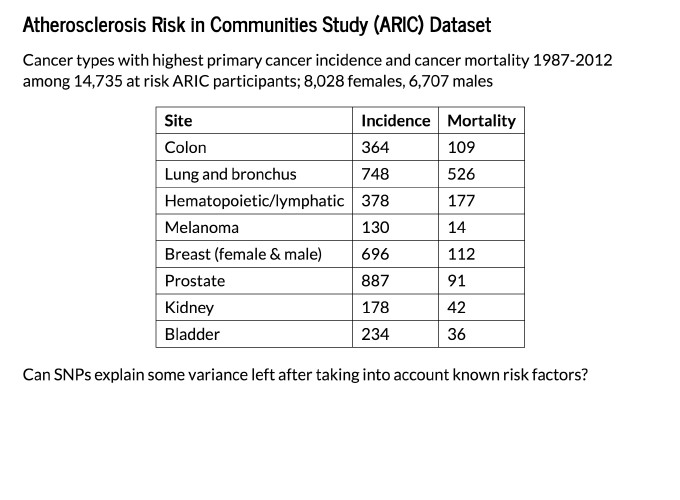 Atherosclerosis Risk in Communities Study (ARIC) Dataset
Cancer types with highest primary cancer incidence and cancer mortality 1987-2012
among 14,735 at risk ARIC participants; 8,028 females, 6,707 males
Site Incidence Mortality
Colon 364 109
Lung and bronchus 748 526
Hematopoietic/lymphatic 378 177
Melanoma 130 14
Breast (female & male) 696 112
Prostate 887 91
Kidney 178 42
Bladder 234 36
Can SNPs explain some variance left after taking into account known risk factors?